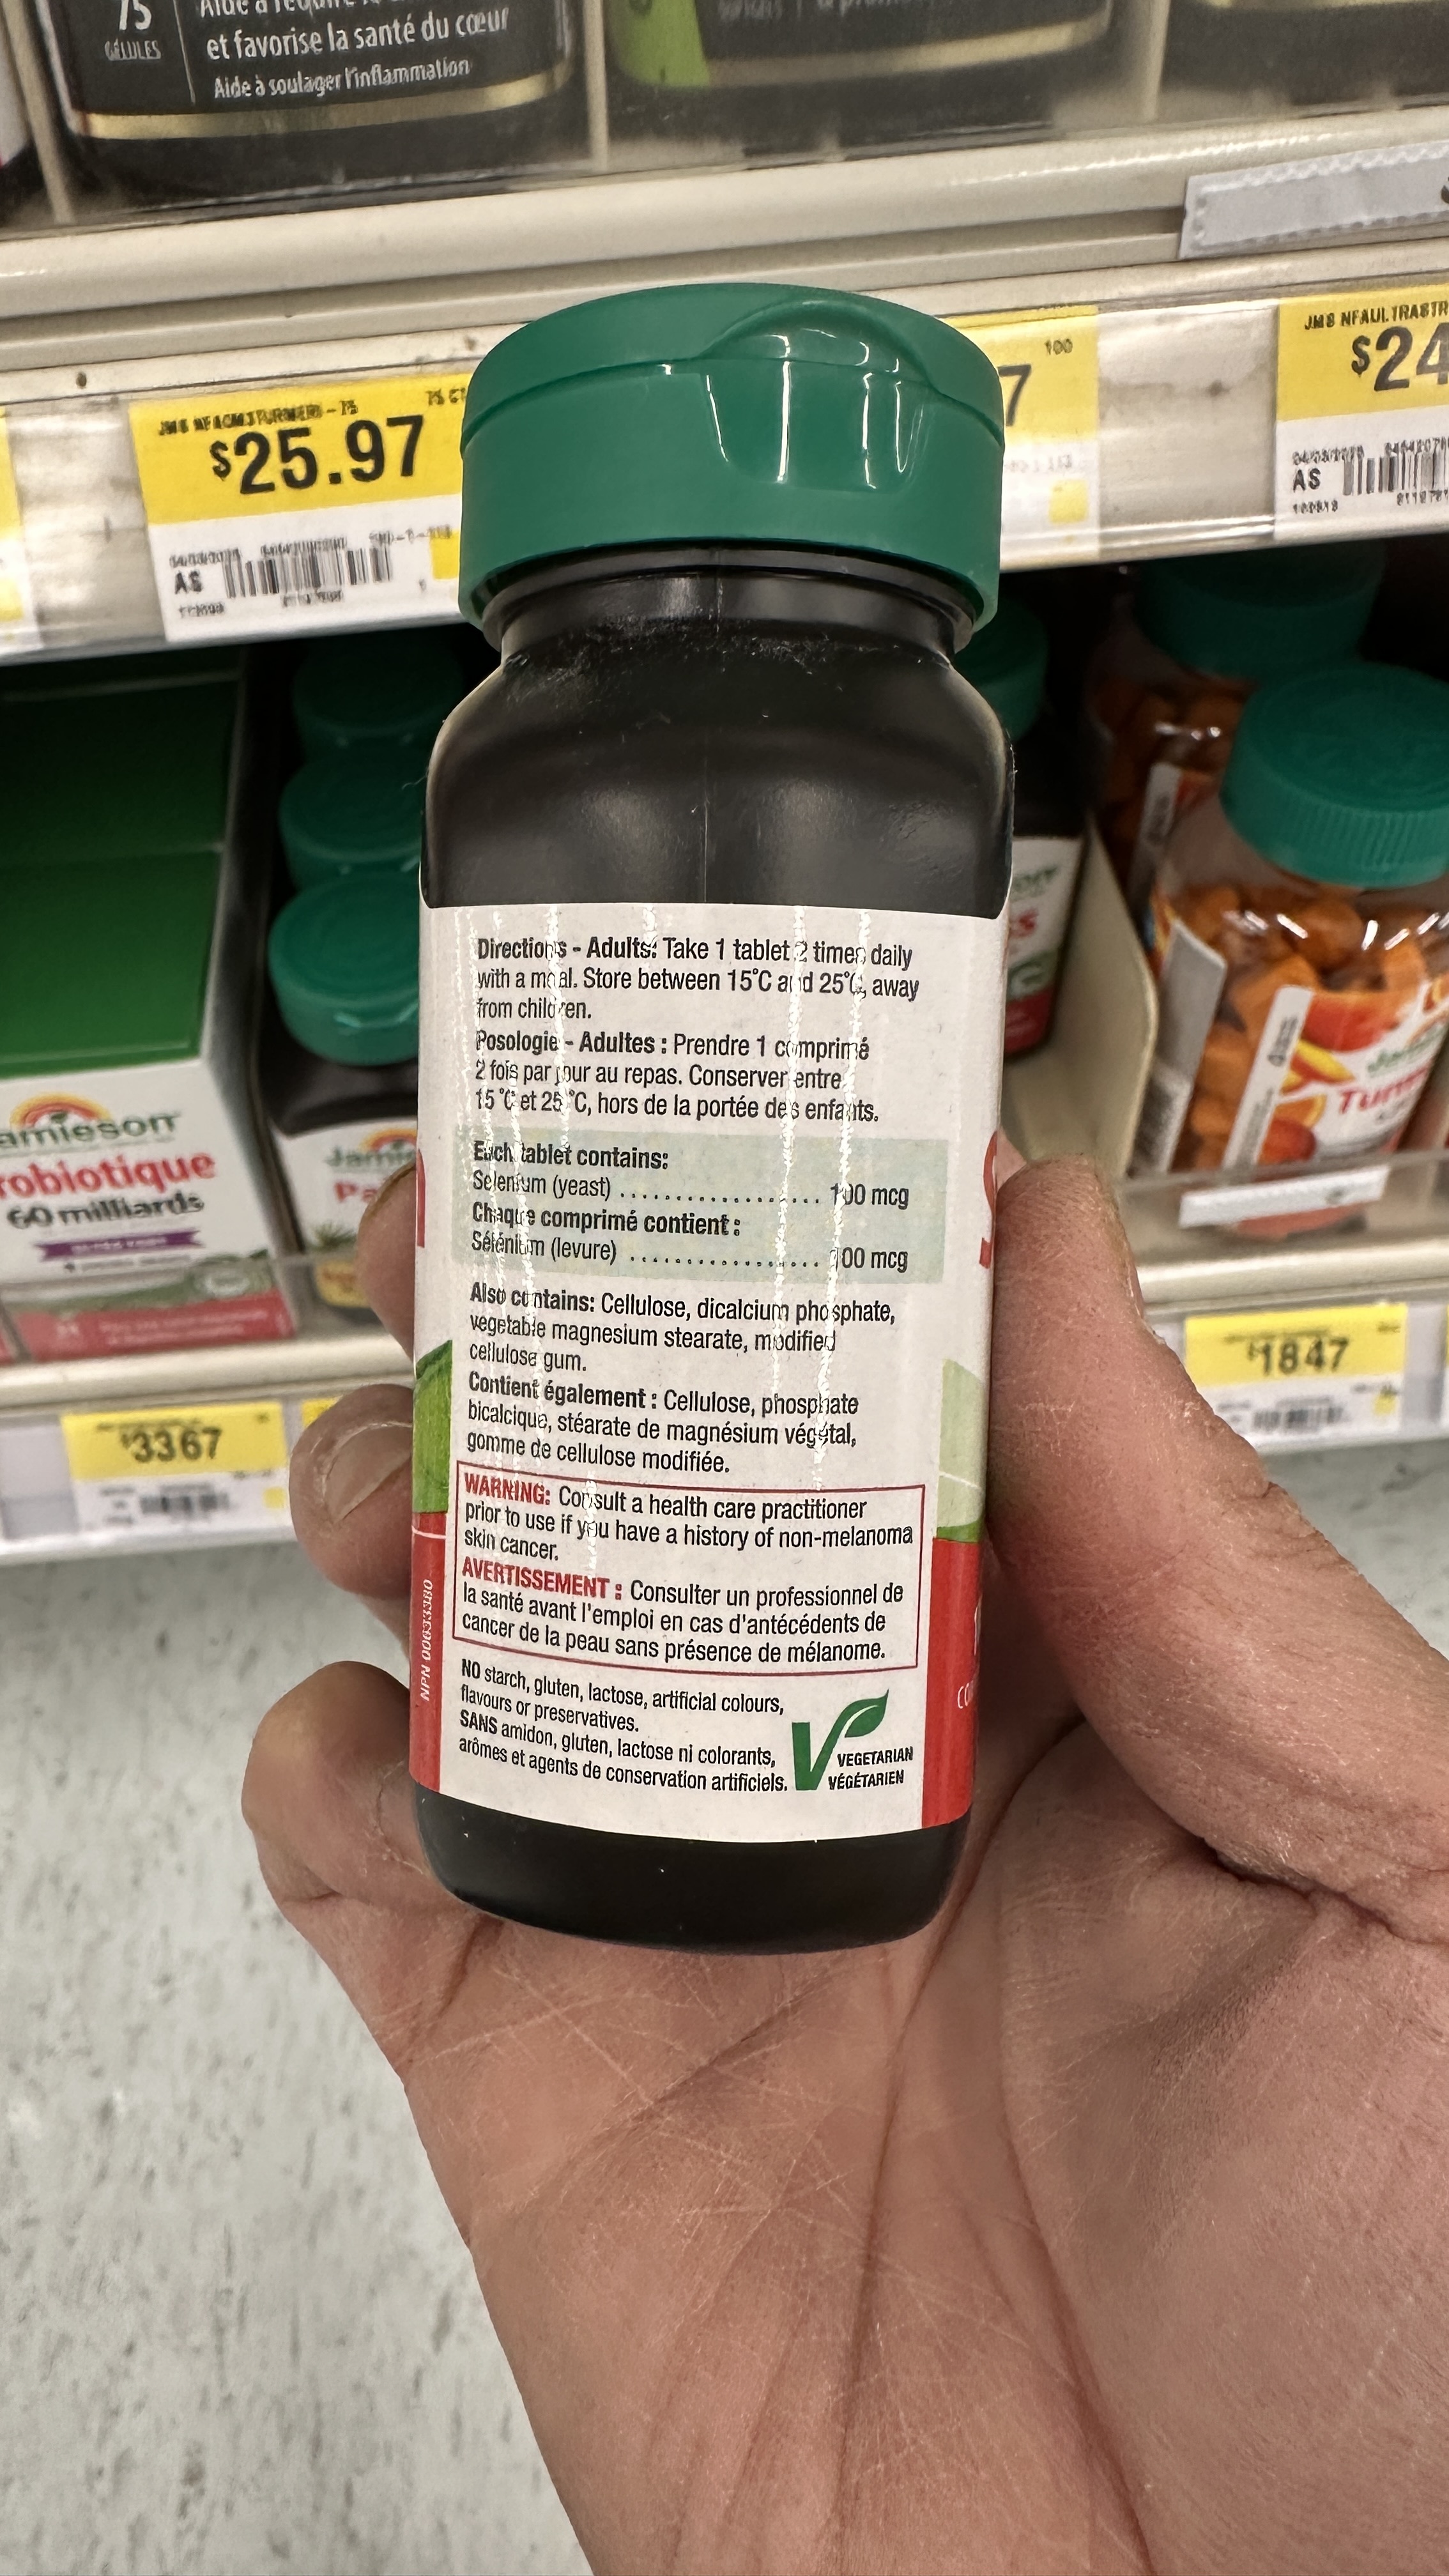 75
GÉLULES
et favorise la santé du cœur
Aide à soulager l'inflammation
75
$25.97
AS
7
100
$24
AS
Directions - Adults: Take 1 tablet 2 times daily
with a meal. Store between 15°C and 25°C, away
from children.
Posologie - Adultes : Prendre 1 comprimé
2 fois par jour au repas. Conserver entre
15 °C et 25 °C, hors de la portée des enfants.
Each tablet contains:
Selenium (yeast) .................... 100 mcg
Chaque comprimé contient :
Sélénium (levure) ................... 100 mcg
Also contains: Cellulose, dicalcium phosphate,
vegetable magnesium stearate, modified
cellulose gum.
Contient également : Cellulose, phosphate
bicalcique, stéarate de magnésium végétal,
gomme de cellulose modifiée.
WARNING: Consult a health care practitioner
prior to use if you have a history of non-melanoma
skin cancer.
AVERTISSEMENT : Consulter un professionnel de
la santé avant l'emploi en cas d'antécédents de
cancer de la peau sans présence de mélanome.
NO starch, gluten, lactose, artificial colours,
flavours or preservatives.
SANS amidon, gluten, lactose ni colorants,
arômes et agents de conservation artificiels.
VEGETARIAN
VÉGÉTARIEN
amieson
robiotique
60 milliards
$3367
$1847